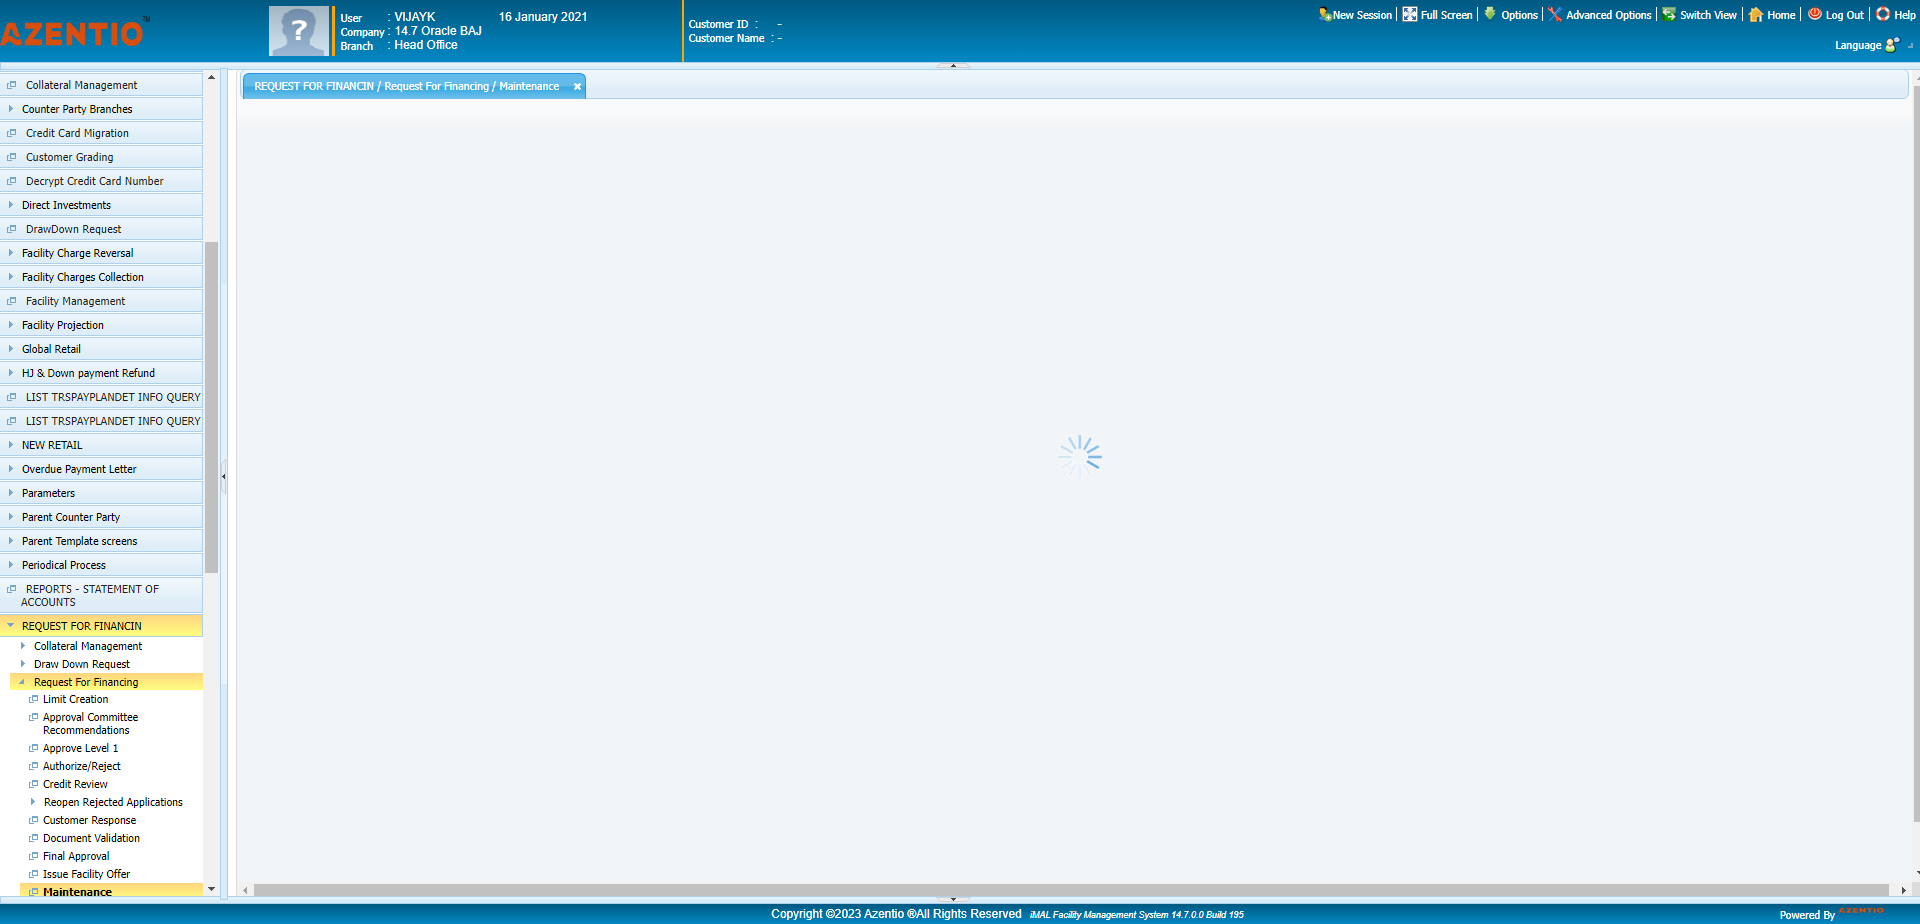 AZENTIO™
User : VIJAYK 16 January 2021
Company : 14.7 Oracle BAJ
Branch : Head Office
Customer ID : -
Customer Name : -
New Session Full Screen Options Advanced Options Switch View Home Log Out Help
Language
REQUEST FOR FINANCIN / Request For Financing / Maintenance
Collateral Management
Counter Party Branches
Credit Card Migration
Customer Grading
Decrypt Credit Card Number
Direct Investments
DrawDown Request
Facility Charge Reversal
Facility Charges Collection
Facility Management
Facility Projection
Global Retail
HJ & Down payment Refund
LIST TRSPAYPLANDET INFO QUERY
LIST TRSPAYPLANDET INFO QUERY
NEW RETAIL
Overdue Payment Letter
Parameters
Parent Counter Party
Parent Template screens
Periodical Process
REPORTS - STATEMENT OF
ACCOUNTS
REQUEST FOR FINANCIN
Collateral Management
Draw Down Request
Request For Financing
Limit Creation
Approval Committee
Recommendations
Approve Level 1
Authorize/Reject
Credit Review
Reopen Rejected Applications
Customer Response
Document Validation
Final Approval
Issue Facility Offer
Maintenance
Copyright ©2023 Azentio ®All Rights Reserved iMAL Facility Management System 14.7.0.0 Build 195
Powered By AZENTIO